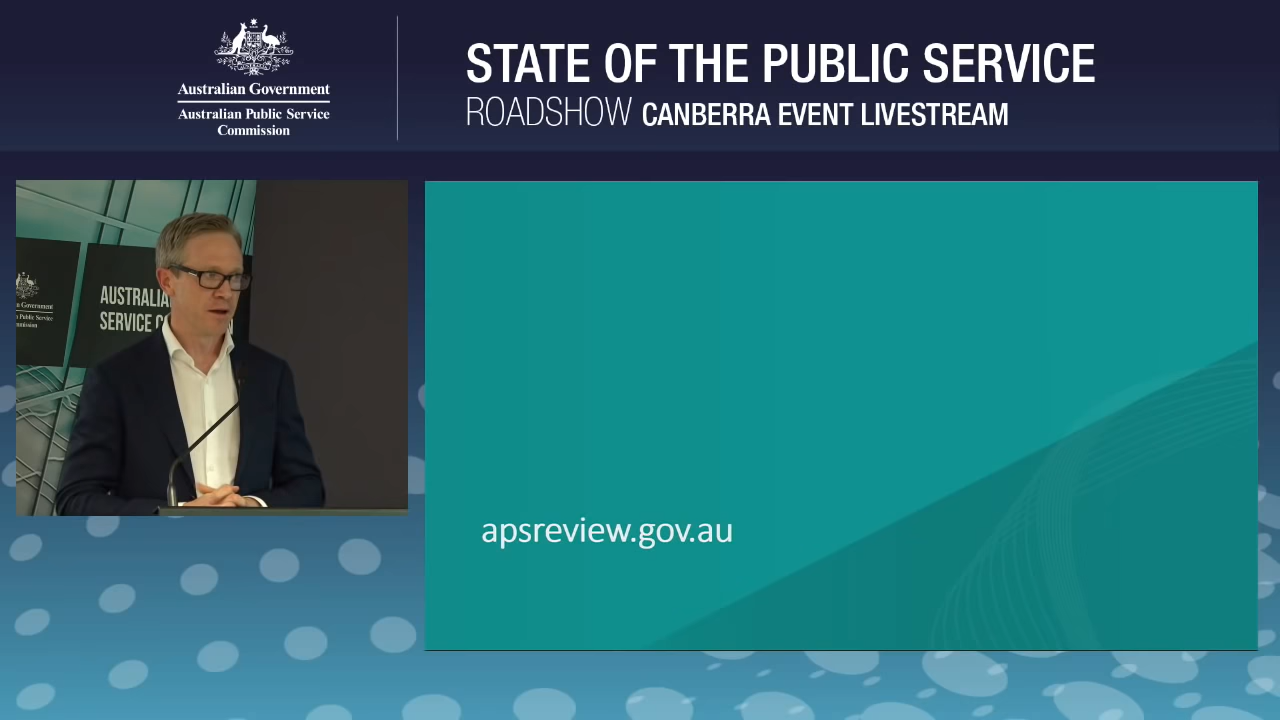 Australian Government
Australian Public Service
Commission
STATE OF THE PUBLIC SERVICE
ROADSHOW CANBERRA EVENT LIVESTREAM
AUSTRALIA
SERVICE
apsreview.gov.au